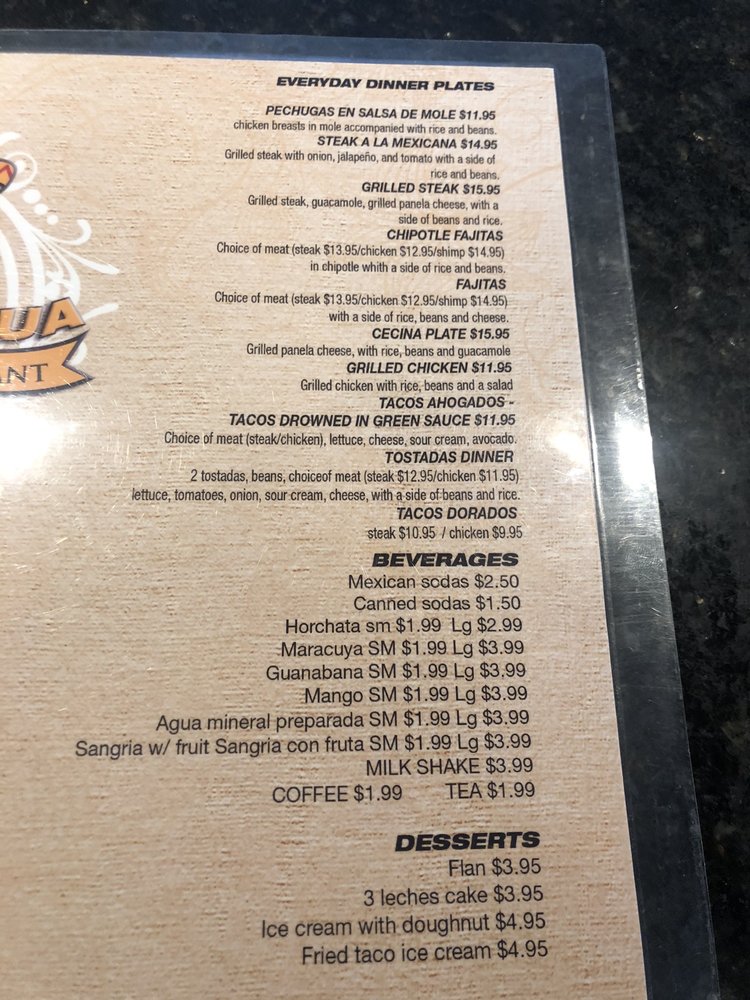 UA
ANT
EVERYDAY DINNER PLATES
PECHUGAS EN SALSA DE MOLE $11.95
chicken breasts in mole accompanied with rice and beans.
STEAK A LA MEXICANA $14.95
Grilled steak with onion, jalapeño, and tomato with a side of
rice and beans.
GRILLED STEAK $15.95
Grilled steak, guacamole, grilled panela cheese, with a
side of beans and rice.
CHIPOTLE FAJITAS
Choice of meat (steak $13.95/chicken $12.95/shimp $14.95)
in chipotle whith a side of rice and beans.
FAJITAS
Choice of meat (steak $13.95/chicken $12.95/shimp $14.95)
with a side of rice, beans and cheese.
CECINA PLATE $15.95
Grilled panela cheese, with rice, beans and guacamole
GRILLED CHICKEN $11.95
Grilled chicken with rice, beans and a salad
TACOS AHOGADOS -
TACOS DROWNED IN GREEN SAUCE $11.95
Choice of meat (steak/chicken), lettuce, cheese, sour cream, avocado.
TOSTADAS DINNER
2 tostadas, beans, choiceof meat (steak $12.95/chicken $11.95)
lettuce, tomatoes, onion, sour cream, cheese, with a side of beans and rice.
TACOS DORADOS
steak $10.95 / chicken $9.95
BEVERAGES
Mexican sodas $2.50
Canned sodas $1.50
Horchata sm $1.99 Lg $2.99
Maracuya SM $1.99 Lg $3.99
Guanabana SM $1.99 Lg $3.99
Mango SM $1.99 Lg $3.99
Agua mineral preparada SM $1.99 Lg $3.99
Sangria w/ fruit Sangria con fruta SM $1.99 Lg $3.99
MILK SHAKE $3.99
COFFEE $1.99 TEA $1.99
DESSERTS
Flan $3.95
3 leches cake $3.95
Ice cream with doughnut $4.95
Fried taco ice cream $4.95